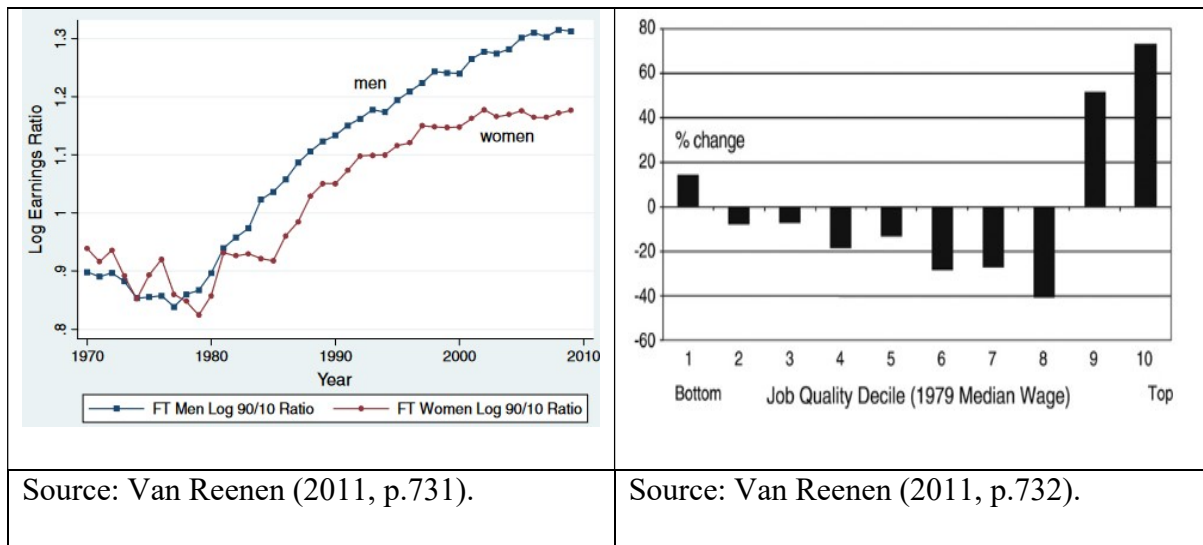 1.3
1.2
1.1
1
.9
.8
Log Earnings Ratio
men
women
1970
1980
1990
2000
2010
Year
FT Men Log 90/10 Ratio
FT Women Log 90/10 Ratio
Source: Van Reenen (2011, p.731).
80
60
40
20
0
-20
-40
-60
% change
1 2 3 4 5 6 7 8 9 10
Bottom
Job Quality Decile (1979 Median Wage)
Top
Source: Van Reenen (2011, p.732).